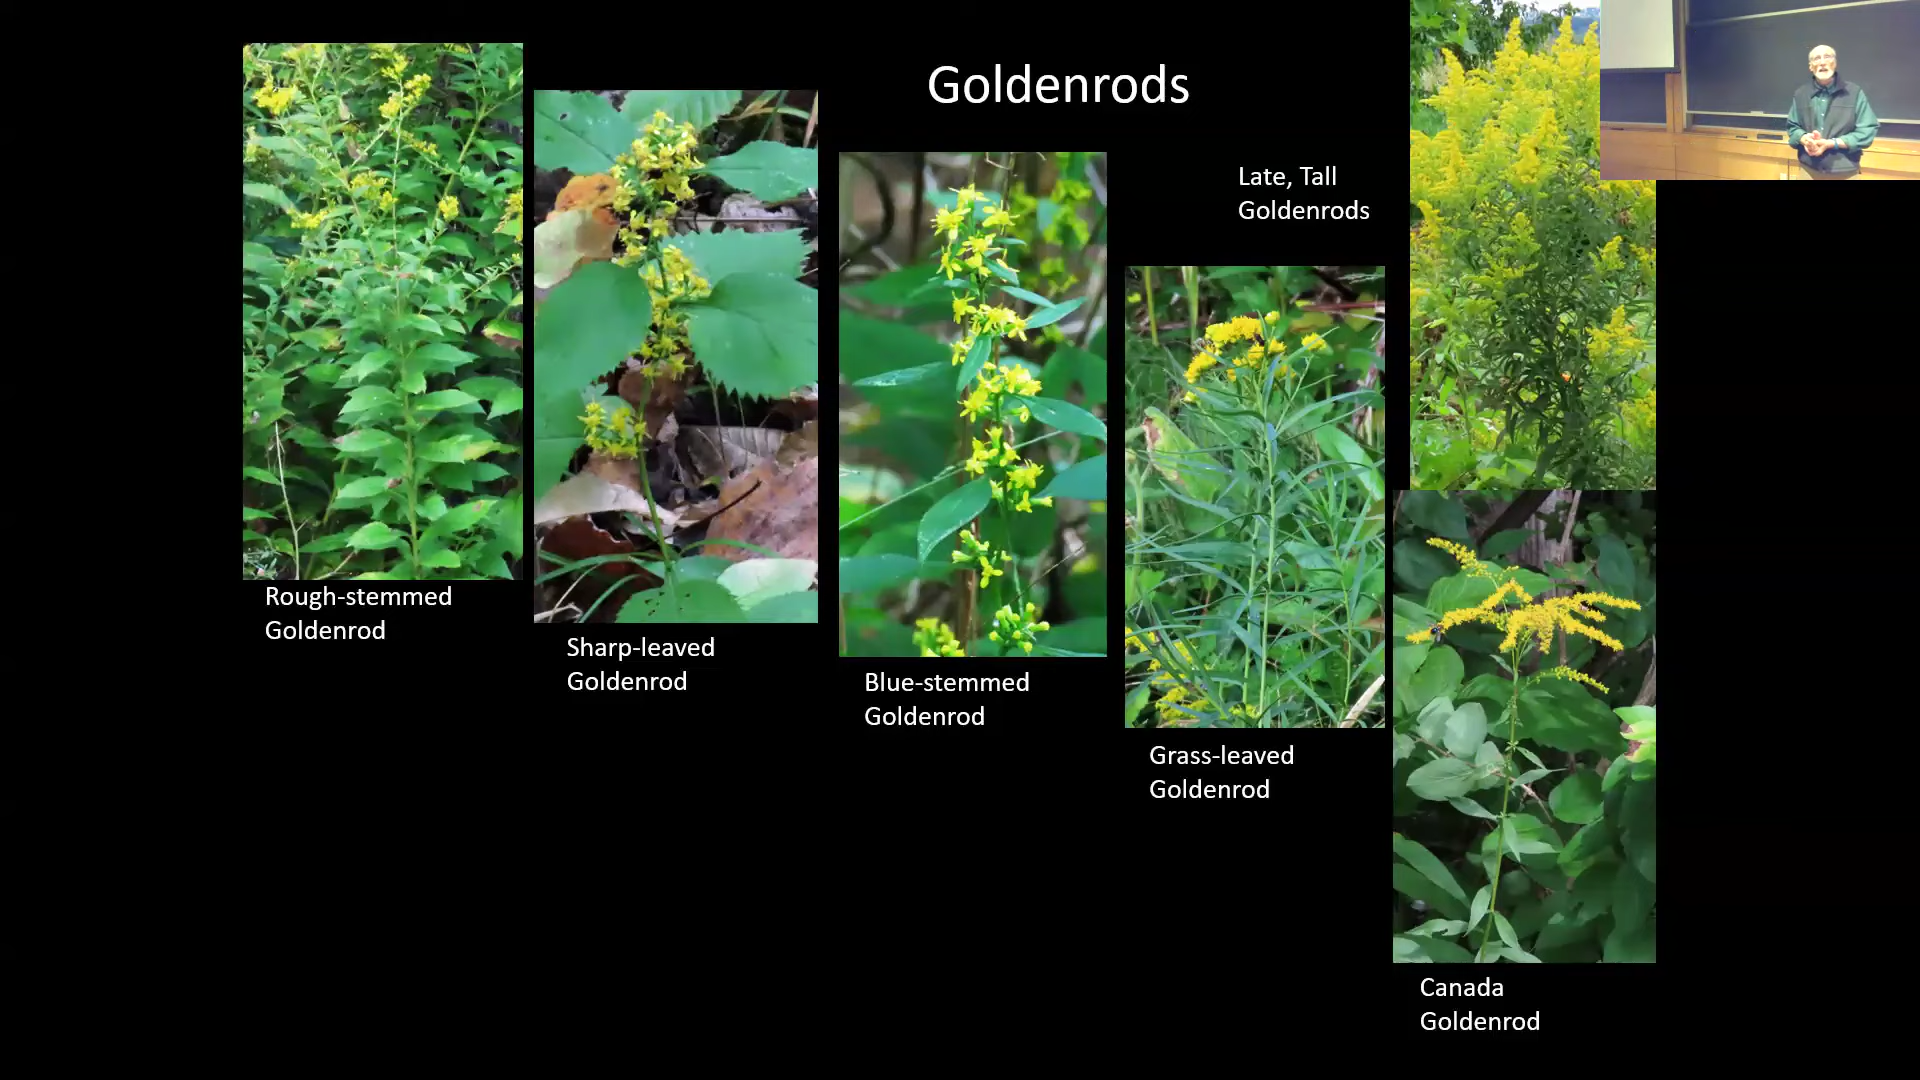 Goldenrods
Late, Tall
Goldenrods
Rough-stemmed
Goldenrod
Sharp-leaved
Goldenrod
Blue-stemmed
Goldenrod
Grass-leaved
Goldenrod
Canada
Goldenrod